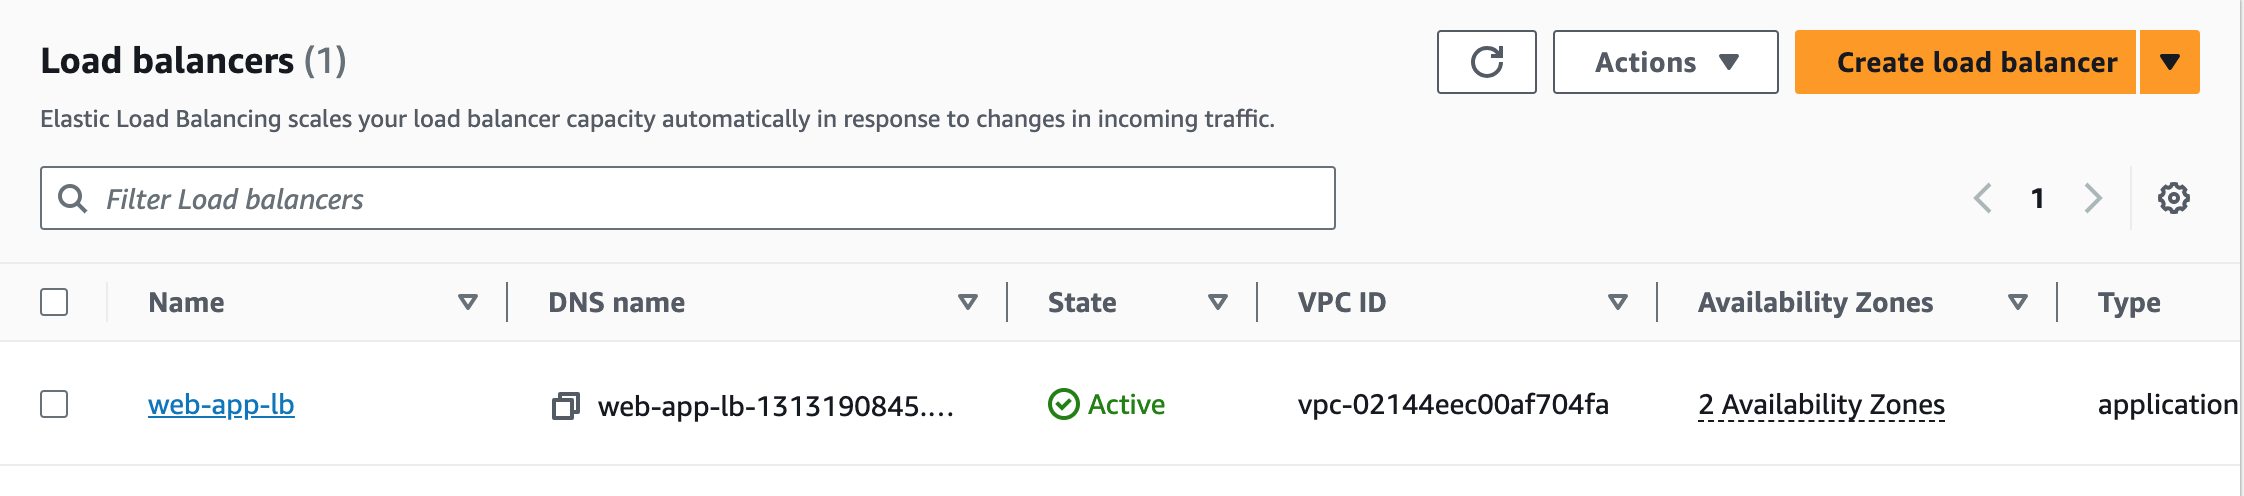 Load balancers (1)
Actions
Create load balancer
Elastic Load Balancing scales your load balancer capacity automatically in response to changes in incoming traffic.
Filter Load balancers
1
Name DNS name State VPC ID Availability Zones Type
web-app-lb web-app-lb-1313190845.... Active vpc-02144eec00af704fa 2 Availability Zones application